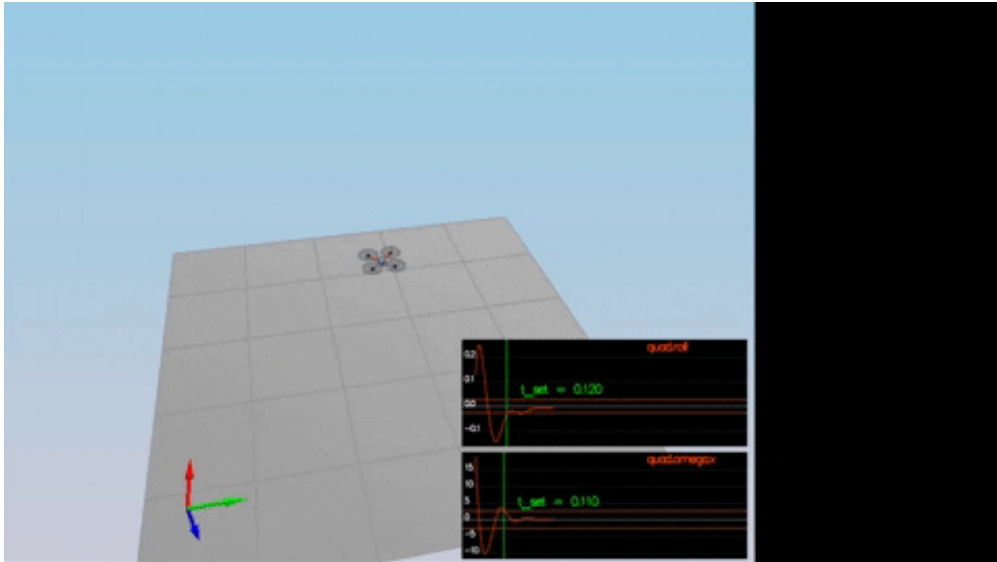 quad.roll
0.2
0.1
t_set = 0.120
0.0
-0.1
quad.omega.x
15
10
5
t_set = 0.110
0
-5
-10